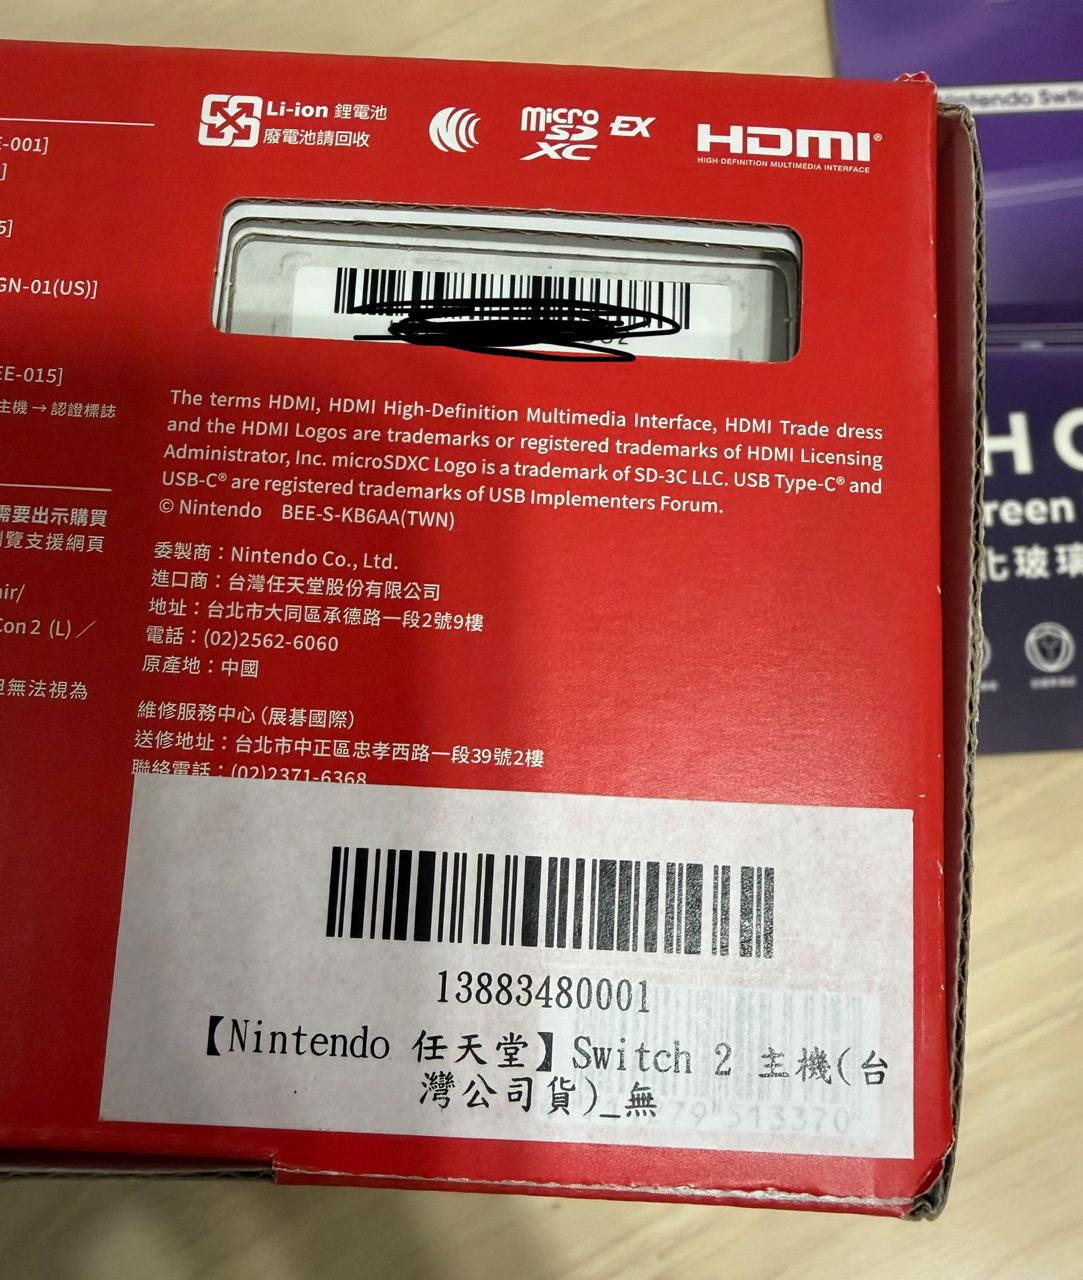 Li-ion 鋰電池
廢電池請回收
micro
SD
XC
EX
HDMI®
HIGH-DEFINITION MULTIMEDIA INTERFACE
-001]
]
5]
GN-01(US)]
EE-015]
主機 → 認證標誌
需要出示購買
覽支援網頁
air/
Con 2 (L) ／
無法視為
The terms HDMI, HDMI High-Definition Multimedia Interface, HDMI Trade dress
and the HDMI Logos are trademarks or registered trademarks of HDMI Licensing
Administrator, Inc. microSDXC Logo is a trademark of SD-3C LLC. USB Type-C® and
USB-C® are registered trademarks of USB Implementers Forum.
© Nintendo BEE-S-KB6AA(TWN)
委製商：Nintendo Co., Ltd.
進口商：台灣任天堂股份有限公司
地址：台北市大同區承德路一段2號9樓
電話：(02)2562-6060
原產地：中國
維修服務中心（展碁國際）
送修地址：台北市中正區忠孝西路一段39號2樓
聯絡電話：(02)2371-6368
13883480001
【Nintendo 任天堂】Switch 2 主機(台
灣公司貨)_無
513370
ntendo Swit
H
reen
化玻璃